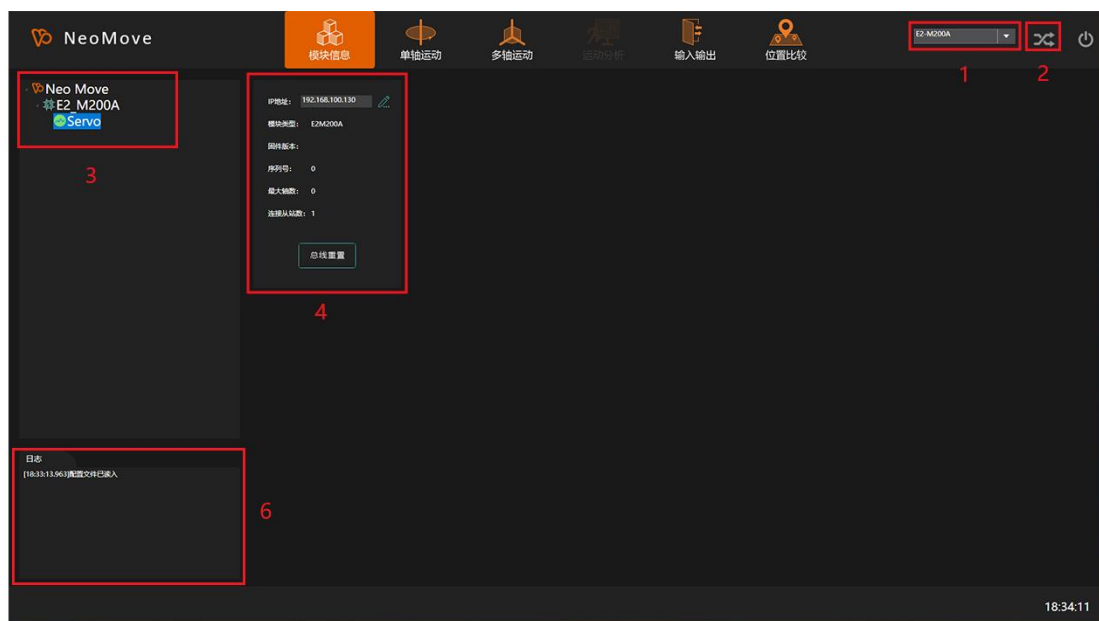 NeoMove
模块信息
单轴运动
多轴运动
运动分析
输入输出
位置比较
E2-M200A
1
2
Neo Move
E2_M200A
Servo
3
IP地址: 192.168.100.130
模块类型: E2M200A
固件版本:
序列号: 0
最大轴数: 0
连接从站数: 1
总线重置
4
日志
[18:33:13.963]配置文件已读入
6
18:34:11